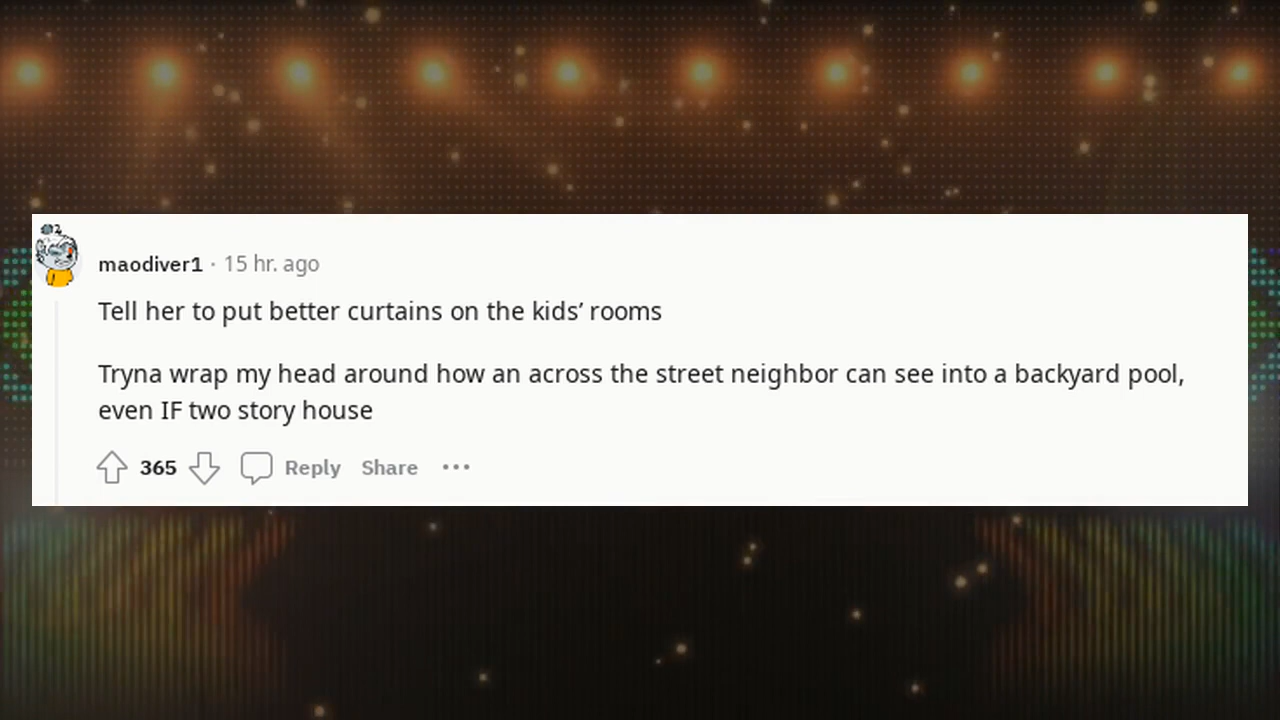 maodiver1 · 15 hr. ago
Tell her to put better curtains on the kids’ rooms
Tryna wrap my head around how an across the street neighbor can see into a backyard pool,
even IF two story house
365 Reply Share •••